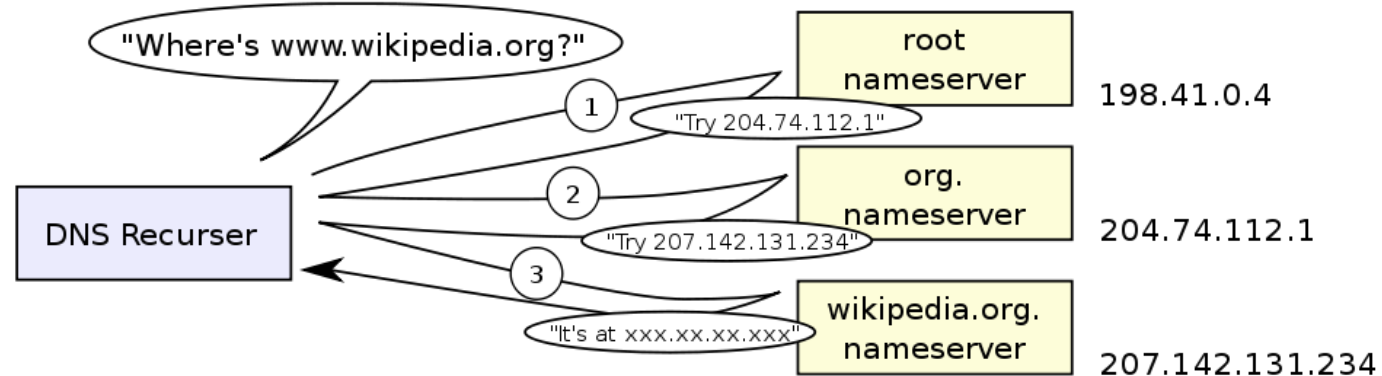 "Where's www.wikipedia.org?"
root
nameserver
198.41.0.4
1
"Try 204.74.112.1"
org.
nameserver
204.74.112.1
2
"Try 207.142.131.234"
DNS Recurser
3
wikipedia.org.
nameserver
207.142.131.234
"It's at xxx.xx.xx.xxx"